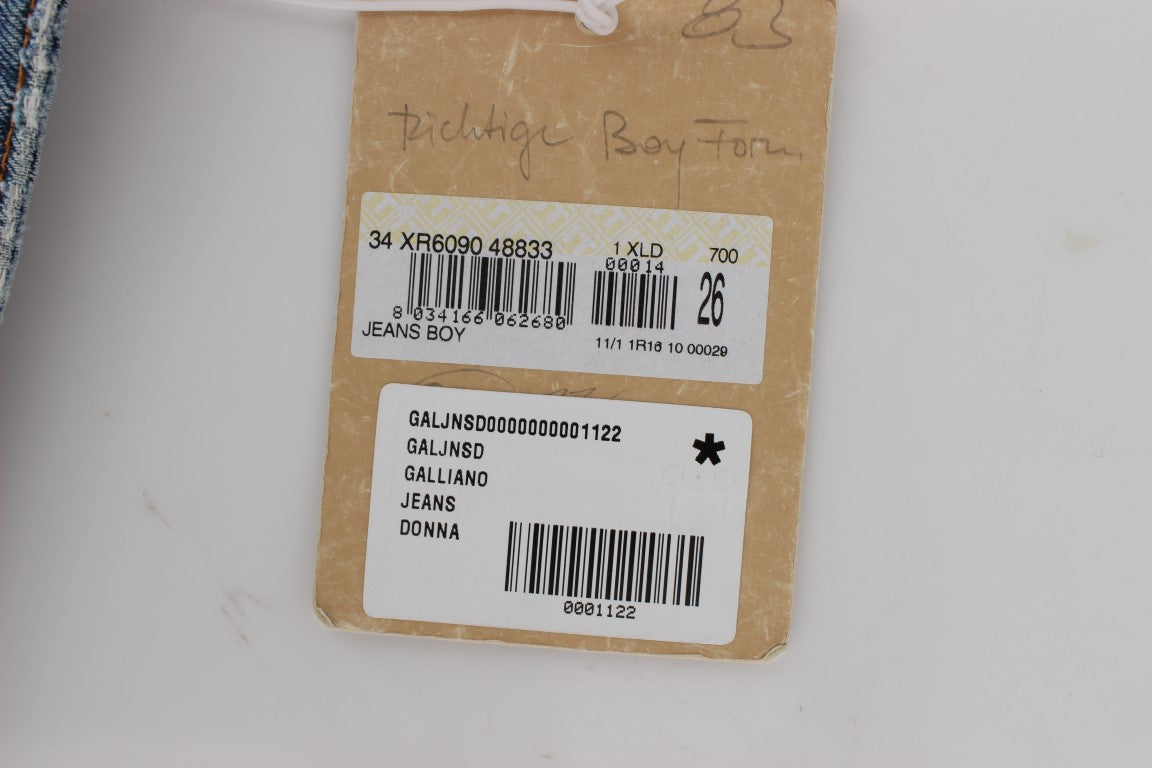 83
Richtige Boy Form
34 XR6090 48833 1 XLD 700
00014
26
8 034166 062680
JEANS BOY 11/1 1R16 10 00029
GALJNSD0000000001122
*
GALJNSD
GALLIANO
JEANS
DONNA
0001122